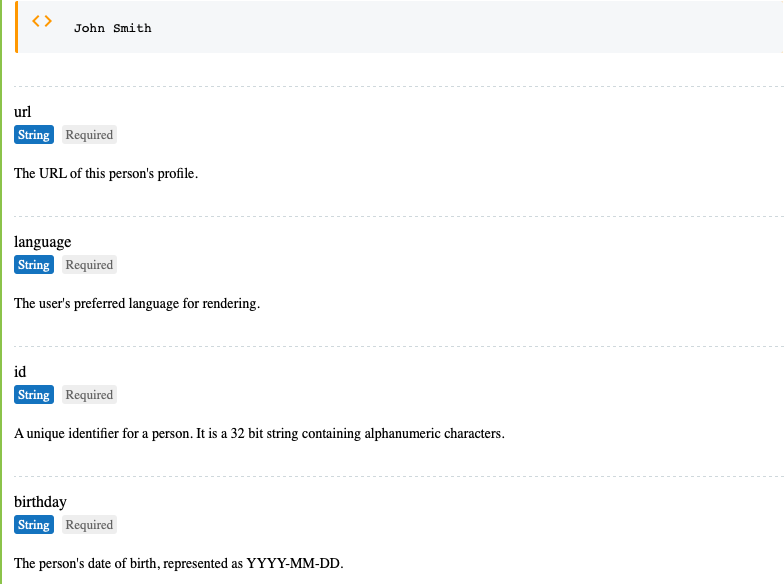 <> John Smith
url
String Required
The URL of this person's profile.
language
String Required
The user's preferred language for rendering.
id
String Required
A unique identifier for a person. It is a 32 bit string containing alphanumeric characters.
birthday
String Required
The person's date of birth, represented as YYYY-MM-DD.